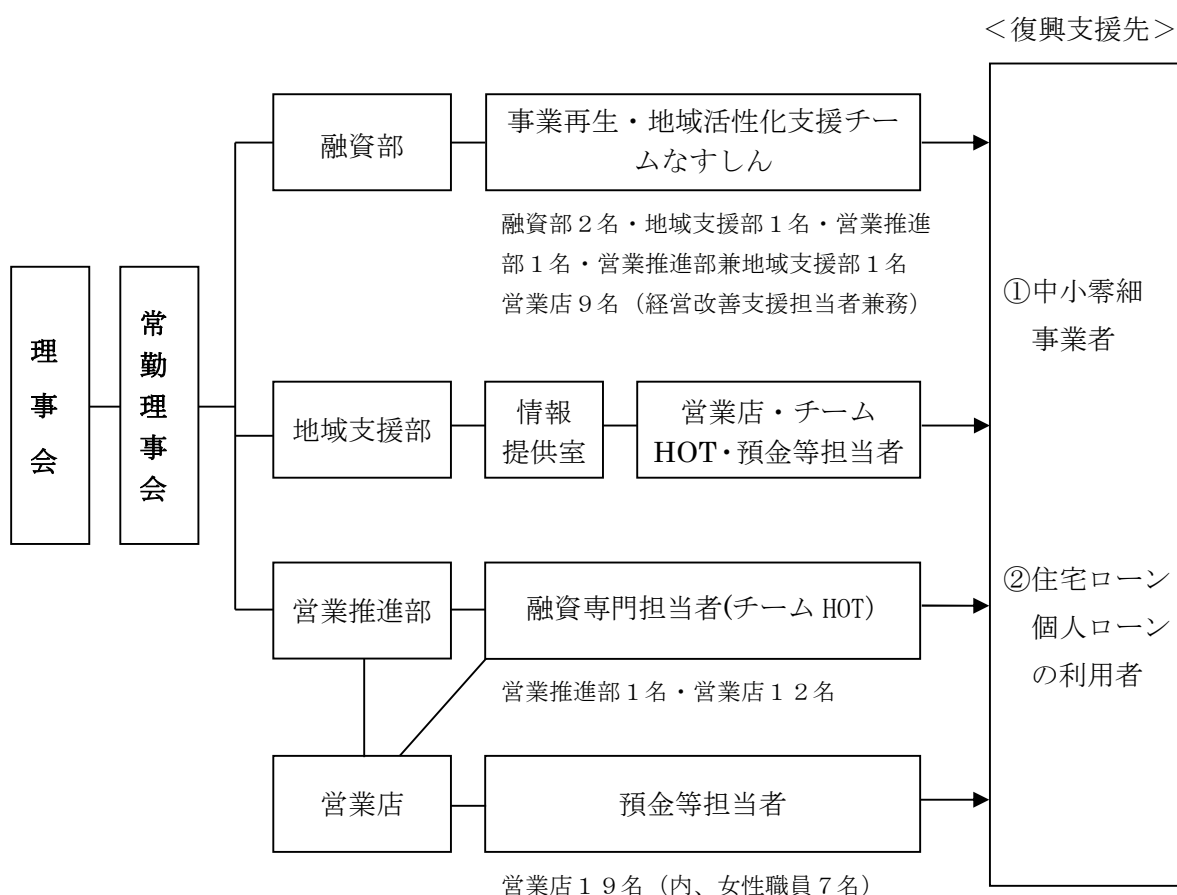 ＜復興支援先＞
融資部
事業再生・地域活性化支援チー
ムなすしん
融資部２名・地域支援部１名・営業推進
部１名・営業推進部兼地域支援部１名
営業店９名（経営改善支援担当者兼務）
理事会
常勤理事会
地域支援部
情報
提供室
営業店・チーム
HOT・預金等担当者
営業推進部
融資専門担当者(チーム HOT)
営業推進部１名・営業店１２名
営業店
預金等担当者
営業店１９名（内、女性職員７名）
①中小零細
事業者
②住宅ローン
個人ローン
の利用者